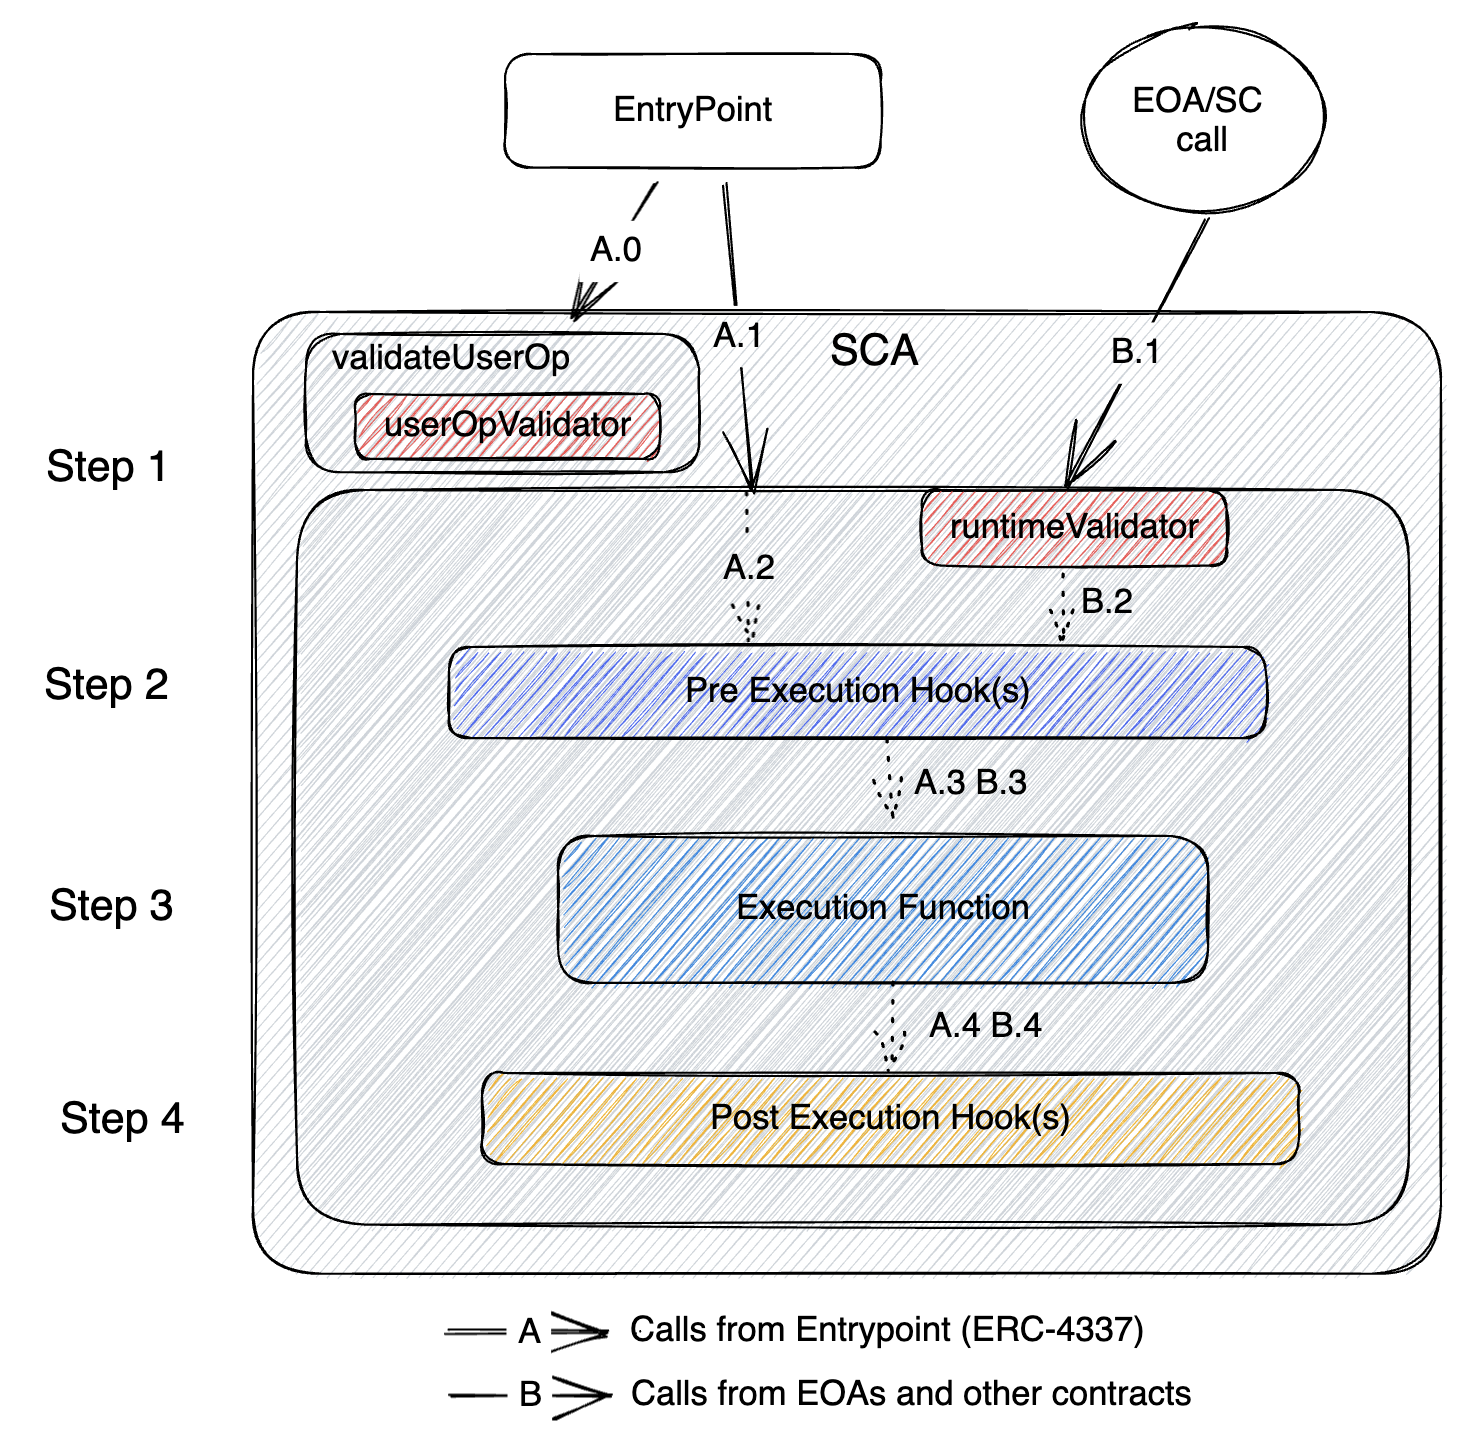 EntryPoint
EOA/SC
call
A.0
A.1
SCA
B.1
validateUserOp
userOpValidator
Step 1
runtimeValidator
A.2
B.2
Step 2
Pre Execution Hook(s)
A.3 B.3
Step 3
Execution Function
A.4 B.4
Step 4
Post Execution Hook(s)
A
Calls from Entrypoint (ERC-4337)
B
Calls from EOAs and other contracts